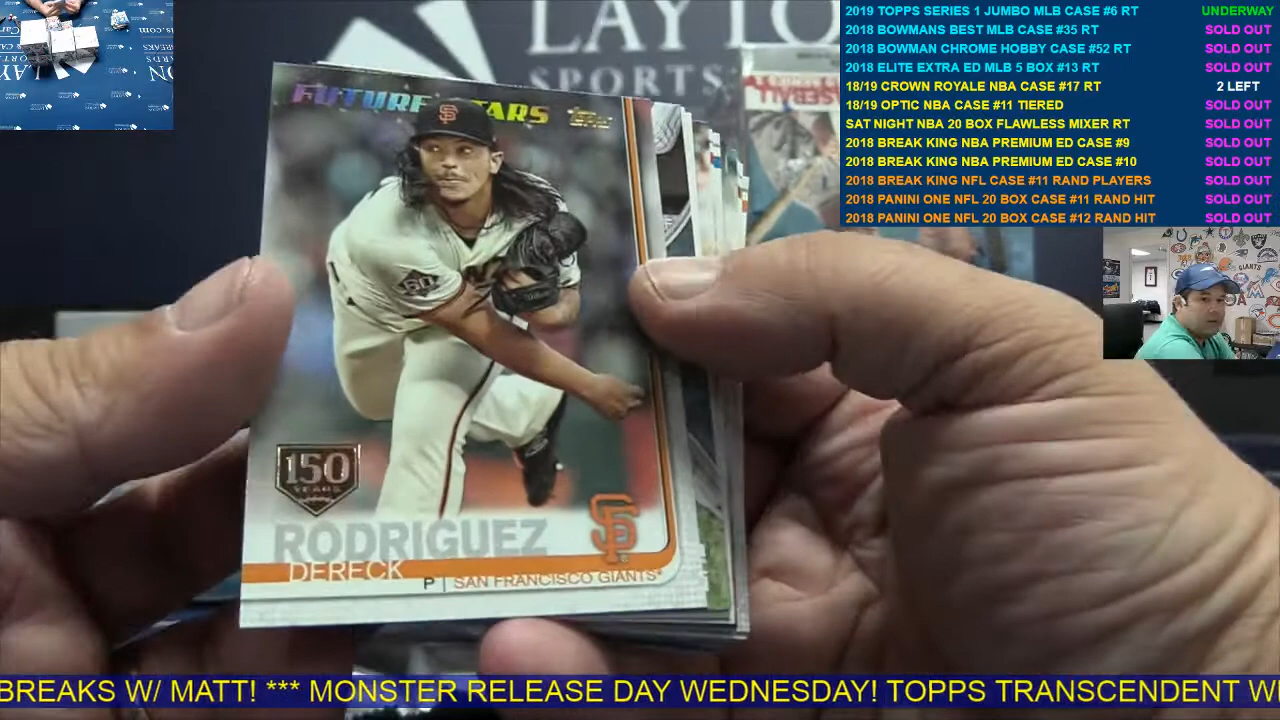 LAYTO
SPORTS
2019 TOPPS SERIES 1 JUMBO MLB CASE #6 RT UNDERWAY
2018 BOWMANS BEST MLB CASE #35 RT SOLD OUT
2018 BOWMAN CHROME HOBBY CASE #52 RT SOLD OUT
2018 ELITE EXTRA ED MLB 5 BOX #13 RT SOLD OUT
18/19 CROWN ROYALE NBA CASE #17 RT 2 LEFT
18/19 OPTIC NBA CASE #11 TIERED SOLD OUT
SAT NIGHT NBA 20 BOX FLAWLESS MIXER RT SOLD OUT
2018 BREAK KING NBA PREMIUM ED CASE #9 SOLD OUT
2018 BREAK KING NBA PREMIUM ED CASE #10 SOLD OUT
2018 BREAK KING NFL CASE #11 RAND PLAYERS SOLD OUT
2018 PANINI ONE NFL 20 BOX CASE #11 RAND HIT SOLD OUT
2018 PANINI ONE NFL 20 BOX CASE #12 RAND HIT SOLD OUT
FUTURE STARS
SF
60
150
YEARS
SF
RODRIGUEZ
DERECK
P | SAN FRANCISCO GIANTS
GIANTS
BREAKS W/ MATT! *** MONSTER RELEASE DAY WEDNESDAY! TOPPS TRANSCENDENT W